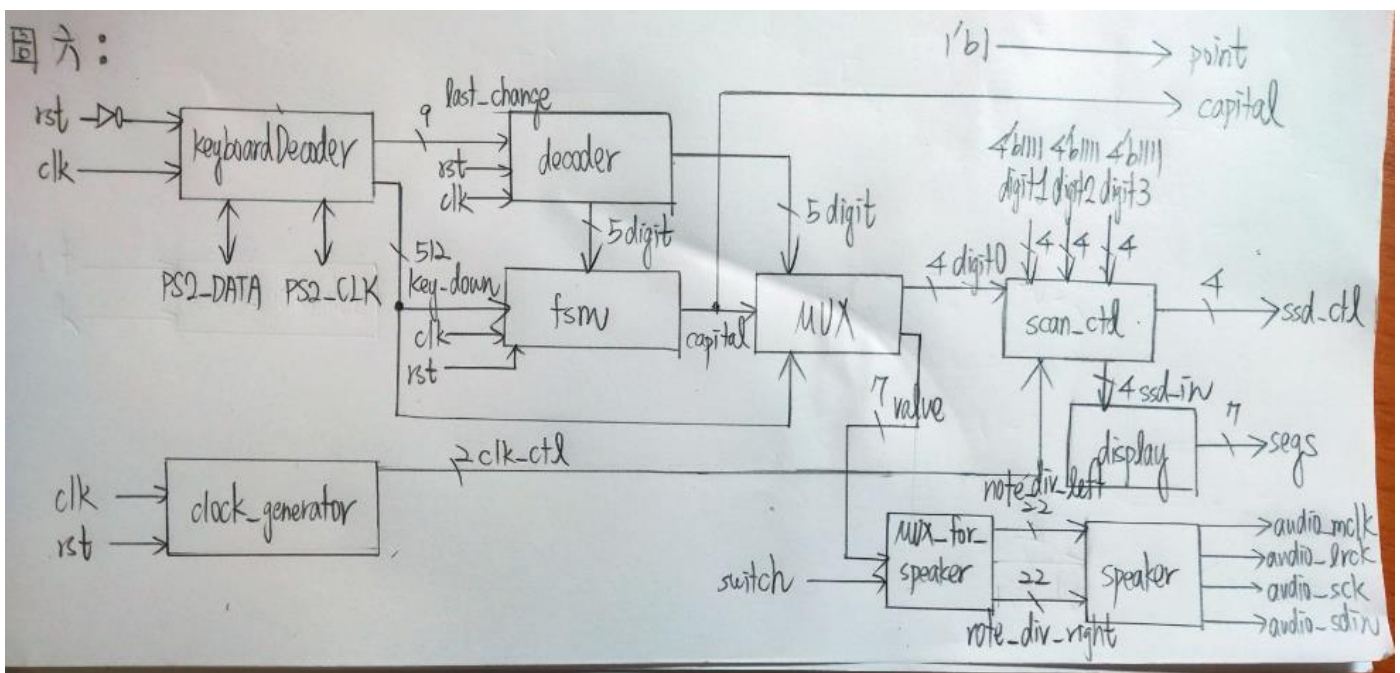 圖六：
1'b1 point
capital
rst
clk
keyboardDecoder
PS2_DATA PS2_CLK
9 last_change
rst
clk
decoder
5 digit
5 digit
512
key_down
clk
rst
fsm
capital
MUX
4 digit0
7 value
4'b1111 4'b1111 4'b1111
digit1 digit2 digit3
4 4 4
scan_ctl
4 ssd_ctl
4 ssd_in
display
7 segs
clk
rst
clock_generator
2 clk_ctl
switch
MUX_for_
speaker
note_div_left
22
22
note_div_right
speaker
audio_mclk
audio_lrck
audio_sck
audio_sdin